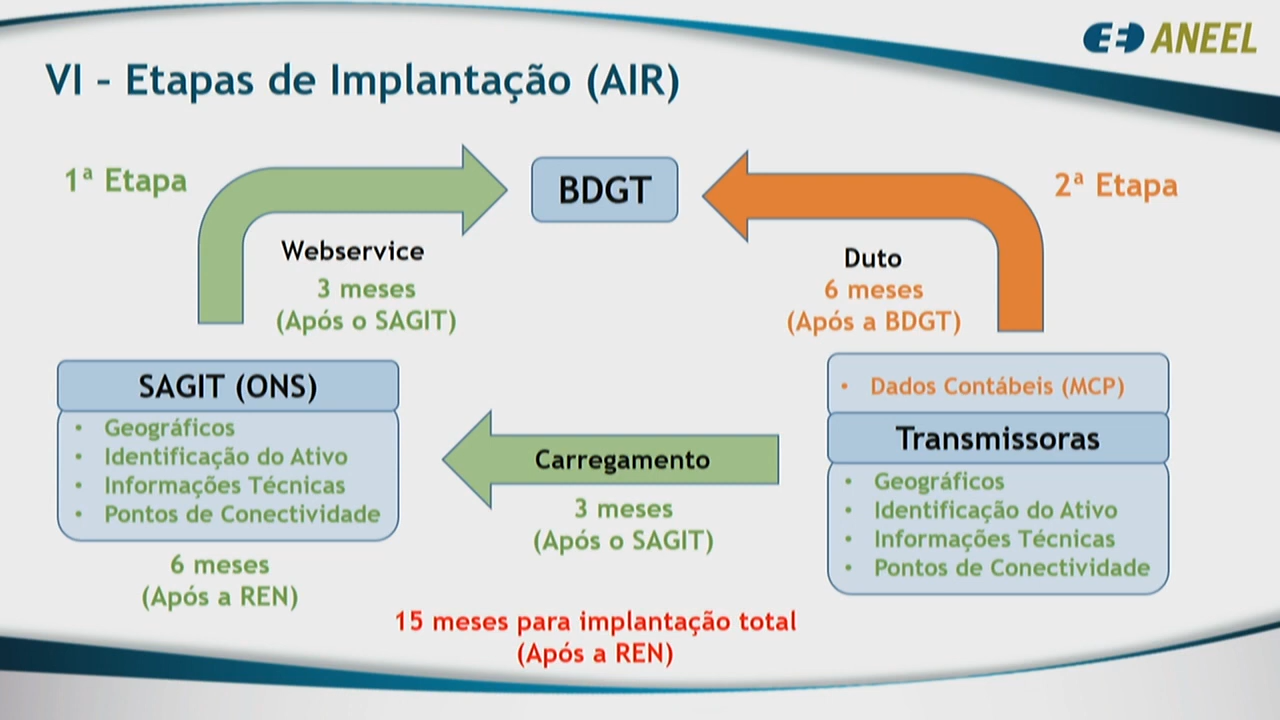 ANEEL
VI – Etapas de Implantação (AIR)
1ª Etapa
BDGT
2ª Etapa
Webservice
3 meses
(Após o SAGIT)
Duto
6 meses
(Após a BDGT)
SAGIT (ONS)
• Geográficos
• Identificação do Ativo
• Informações Técnicas
• Pontos de Conectividade
6 meses
(Após a REN)
Carregamento
3 meses
(Após o SAGIT)
• Dados Contábeis (MCP)
Transmissoras
• Geográficos
• Identificação do Ativo
• Informações Técnicas
• Pontos de Conectividade
15 meses para implantação total
(Após a REN)